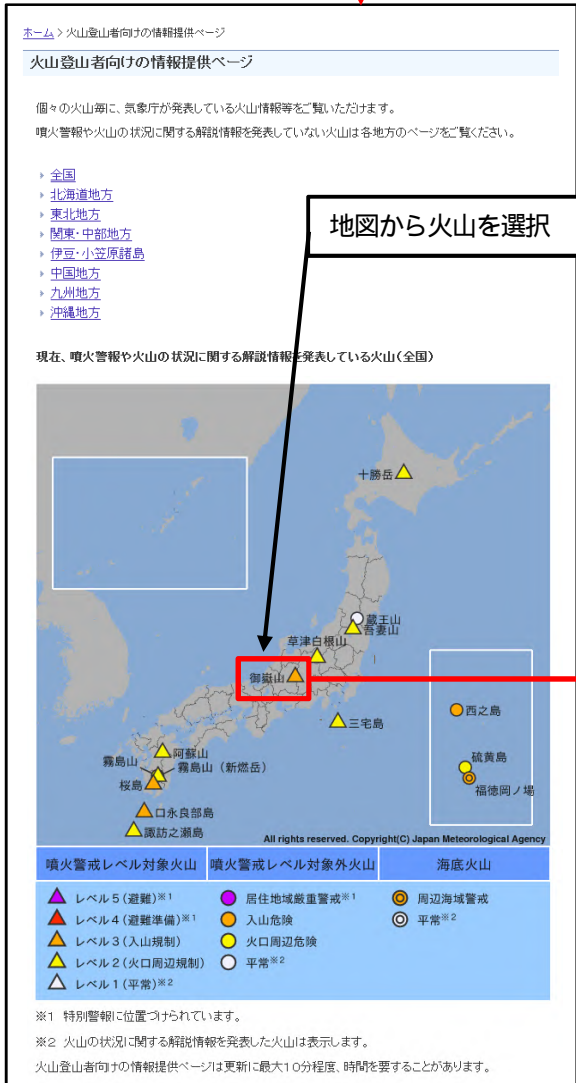 ホーム > 火山登山者向けの情報提供ページ
火山登山者向けの情報提供ページ
個々の火山毎に、気象庁が発表している火山情報等をご覧いただけます。
噴火警報や火山の状況に関する解説情報を発表していない火山は各地方のページをご覧ください。
全国
北海道地方
東北地方
関東・中部地方
伊豆・小笠原諸島
中国地方
九州地方
沖縄地方
地図から火山を選択
現在、噴火警報や火山の状況に関する解説情報を発表している火山(全国)
十勝岳
蔵王山
吾妻山
草津白根山
御嶽山
西之島
三宅島
阿蘇山
霧島山
霧島山(新燃岳)
硫黄島
桜島
福徳岡ノ場
口永良部島
諏訪之瀬島
All rights reserved. Copyright(C) Japan Meteorological Agency
噴火警戒レベル対象火山 噴火警戒レベル対象外火山 海底火山
レベル5(避難)※1 居住地域厳重警戒※1 周辺海域警戒
レベル4(避難準備)※1 入山危険 平常※2
レベル3(入山規制) 火口周辺危険
レベル2(火口周辺規制) 平常※2
レベル1(平常)※2
※1 特別警報に位置づけられています。
※2 火山の状況に関する解説情報を発表した火山は表示します。
火山登山者向けの情報提供ページは更新に最大10分程度、時間を要することがあります。